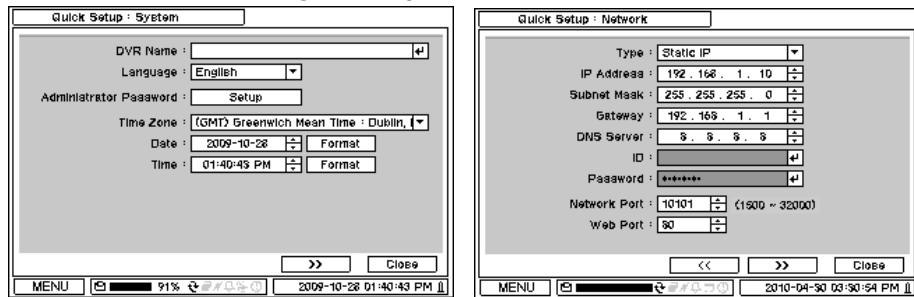 Quick Setup : System
DVR Name :
Language : English
Administrator Password : Setup
Time Zone : (GMT) Greenwich Mean Time : Dublin,
Date : 2009-10-28 Format
Time : 01:40:43 PM Format
>> Close
MENU 91% 2009-10-28 01:40:43 PM
Quick Setup : Network
Type : Static IP
IP Address : 192 . 168 . 1 . 10
Subnet Mask : 255 . 255 . 255 . 0
Gateway : 192 . 168 . 1 . 1
DNS Server : 8 . 8 . 8 . 8
ID :
Password : *******
Network Port : 10101 (1500 ~ 32000)
Web Port : 80
<< >> Close
MENU 2010-04-30 03:30:54 PM